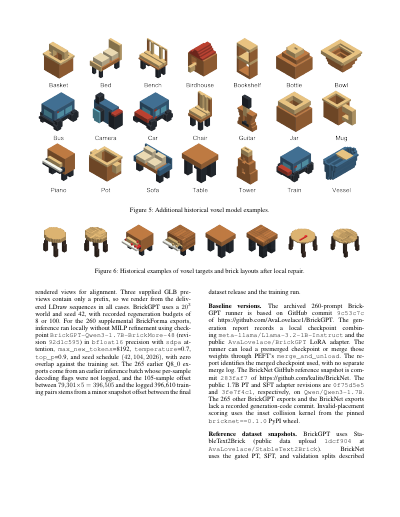 Basket Bed Bench Birdhouse Bookshelf Bottle Bowl
Bus Camera Car Chair Guitar Jar Mug
Piano Pot Sofa Table Tower Train Vessel
Figure 5: Additional historical voxel model examples.
Figure 6: Historical examples of voxel targets and brick layouts after local repair.
rendered views for alignment. Three supplied GLB pre-
views contain only a prefix, so we render from the deliv-
ered LDraw sequences in all cases. BrickGPT uses a 20³
world and seed 42, with recorded regeneration budgets of
8 or 100. For the 260 supplemental BrickForma exports,
inference ran locally without MILP refinement using check-
point BrickGPT-Qwen3-1.7B-BrickMore-48 (revi-
sion 92d1c595) in bfloat16 precision with sdpa at-
tention, max_new_tokens=8192, temperature=0.7,
top_p=0.9, and seed schedule (42, 104, 2026), with zero
overlap against the training set. The 265 earlier Q8_0 ex-
ports come from an earlier inference batch whose per-sample
decoding flags were not logged, and the 105-sample offset
between 79,301×5 = 396,505 and the logged 396,610 train-
ing pairs stems from a minor snapshot offset between the final
dataset release and the training run.
Baseline versions. The archived 260-prompt Brick-
GPT runner is based on GitHub commit 9c53c7c
of https://github.com/AvaLovelace1/BrickGPT. The gen-
eration report records a local checkpoint combin-
ing meta-llama/Llama-3.2-1B-Instruct and the
public AvaLovelace/BrickGPT LoRA adapter. The
runner can load a premerged checkpoint or merge those
weights through PEFT's merge_and_unload. The re-
port identifies the merged checkpoint used, with no separate
merge log. The BrickNet GitHub reference snapshot is com-
mit 283faf7 of https://github.com/kulits/BrickNet. The
public 1.7B PT and SFT adapter revisions are 0f75d5e5
and 3fe7f4c1, respectively, on Qwen/Qwen3-1.7B.
The 265 other BrickGPT exports and the BrickNet exports
lack a recorded generation-code commit. Invalid-placement
scoring uses the inset collision kernel from the pinned
bricknet==0.1.0 PyPI wheel.
Reference dataset snapshots. BrickGPT uses Sta-
bleText2Brick (public data upload 1dcf904 at
AvaLovelace/StableText2Brick). BrickNet
uses the gated PT, SFT, and validation splits described